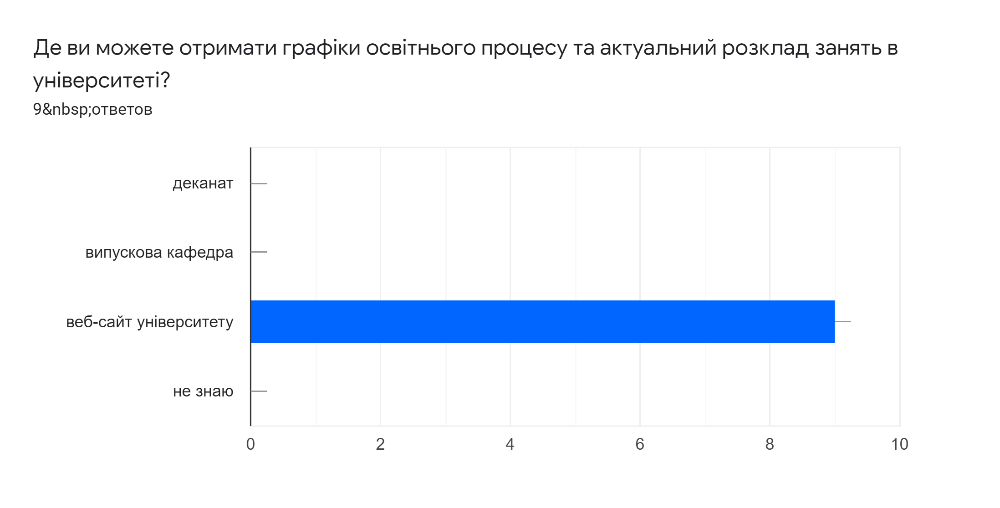 Де ви можете отримати графіки освітнього процесу та актуальний розклад занять в
університеті?
9&nbsp;ответов
деканат
випускова кафедра
веб-сайт університету
не знаю
0 2 4 6 8 10